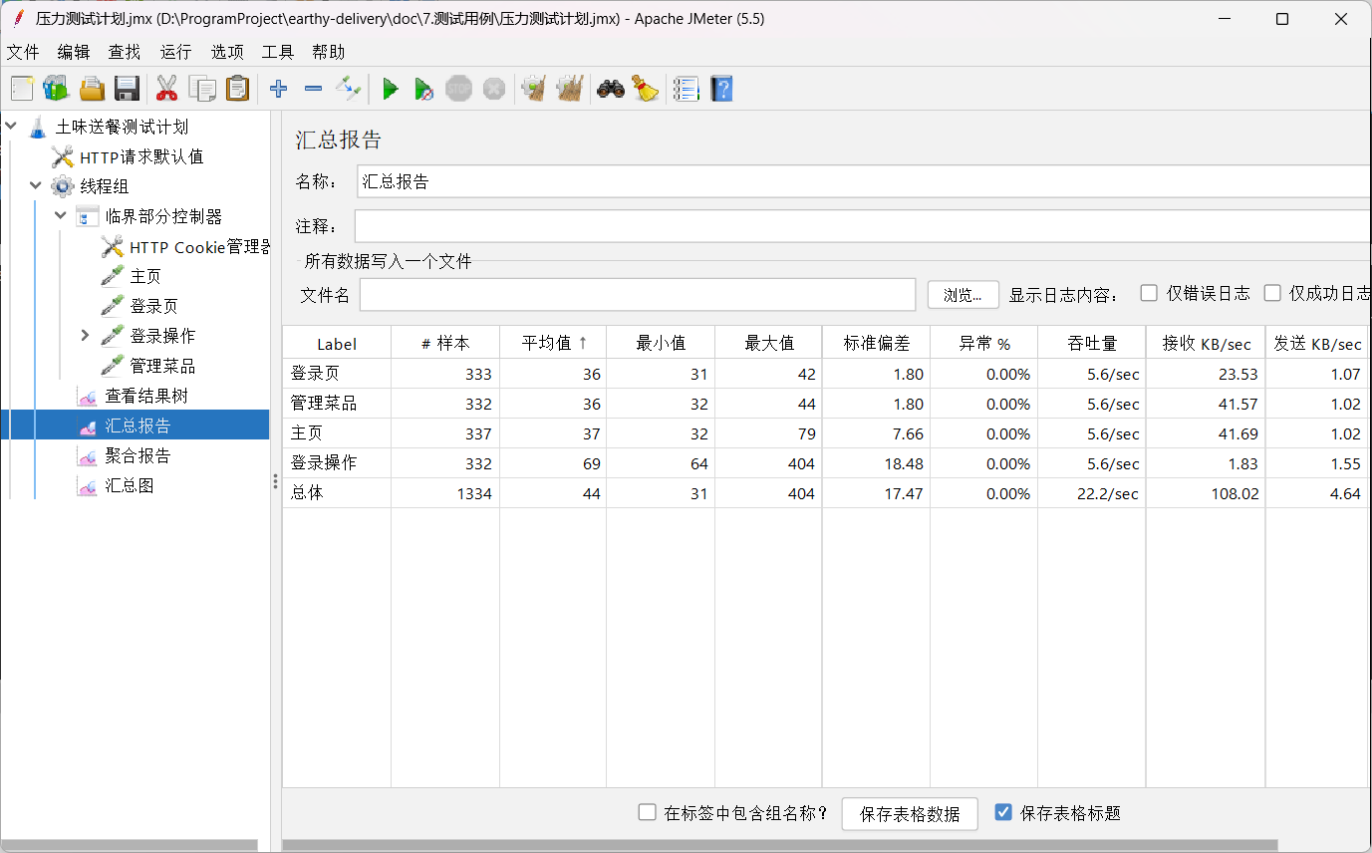 压力测试计划.jmx (D:\ProgramProject\earthy-delivery\doc\7.测试用例\压力测试计划.jmx) - Apache JMeter (5.5)
文件 编辑 查找 运行 选项 工具 帮助
STOP
土味送餐测试计划
HTTP请求默认值
线程组
临界部分控制器
HTTP Cookie管理器
主页
登录页
登录操作
管理菜品
查看结果树
汇总报告
聚合报告
汇总图
汇总报告
名称： 汇总报告
注释：
所有数据写入一个文件
文件名 浏览... 显示日志内容： 仅错误日志 仅成功日志
Label # 样本 平均值 ↑ 最小值 最大值 标准偏差 异常 % 吞吐量 接收 KB/sec 发送 KB/sec
登录页 333 36 31 42 1.80 0.00% 5.6/sec 23.53 1.07
管理菜品 332 36 32 44 1.80 0.00% 5.6/sec 41.57 1.02
主页 337 37 32 79 7.66 0.00% 5.6/sec 41.69 1.02
登录操作 332 69 64 404 18.48 0.00% 5.6/sec 1.83 1.55
总体 1334 44 31 404 17.47 0.00% 22.2/sec 108.02 4.64
在标签中包含组名称？ 保存表格数据 保存表格标题